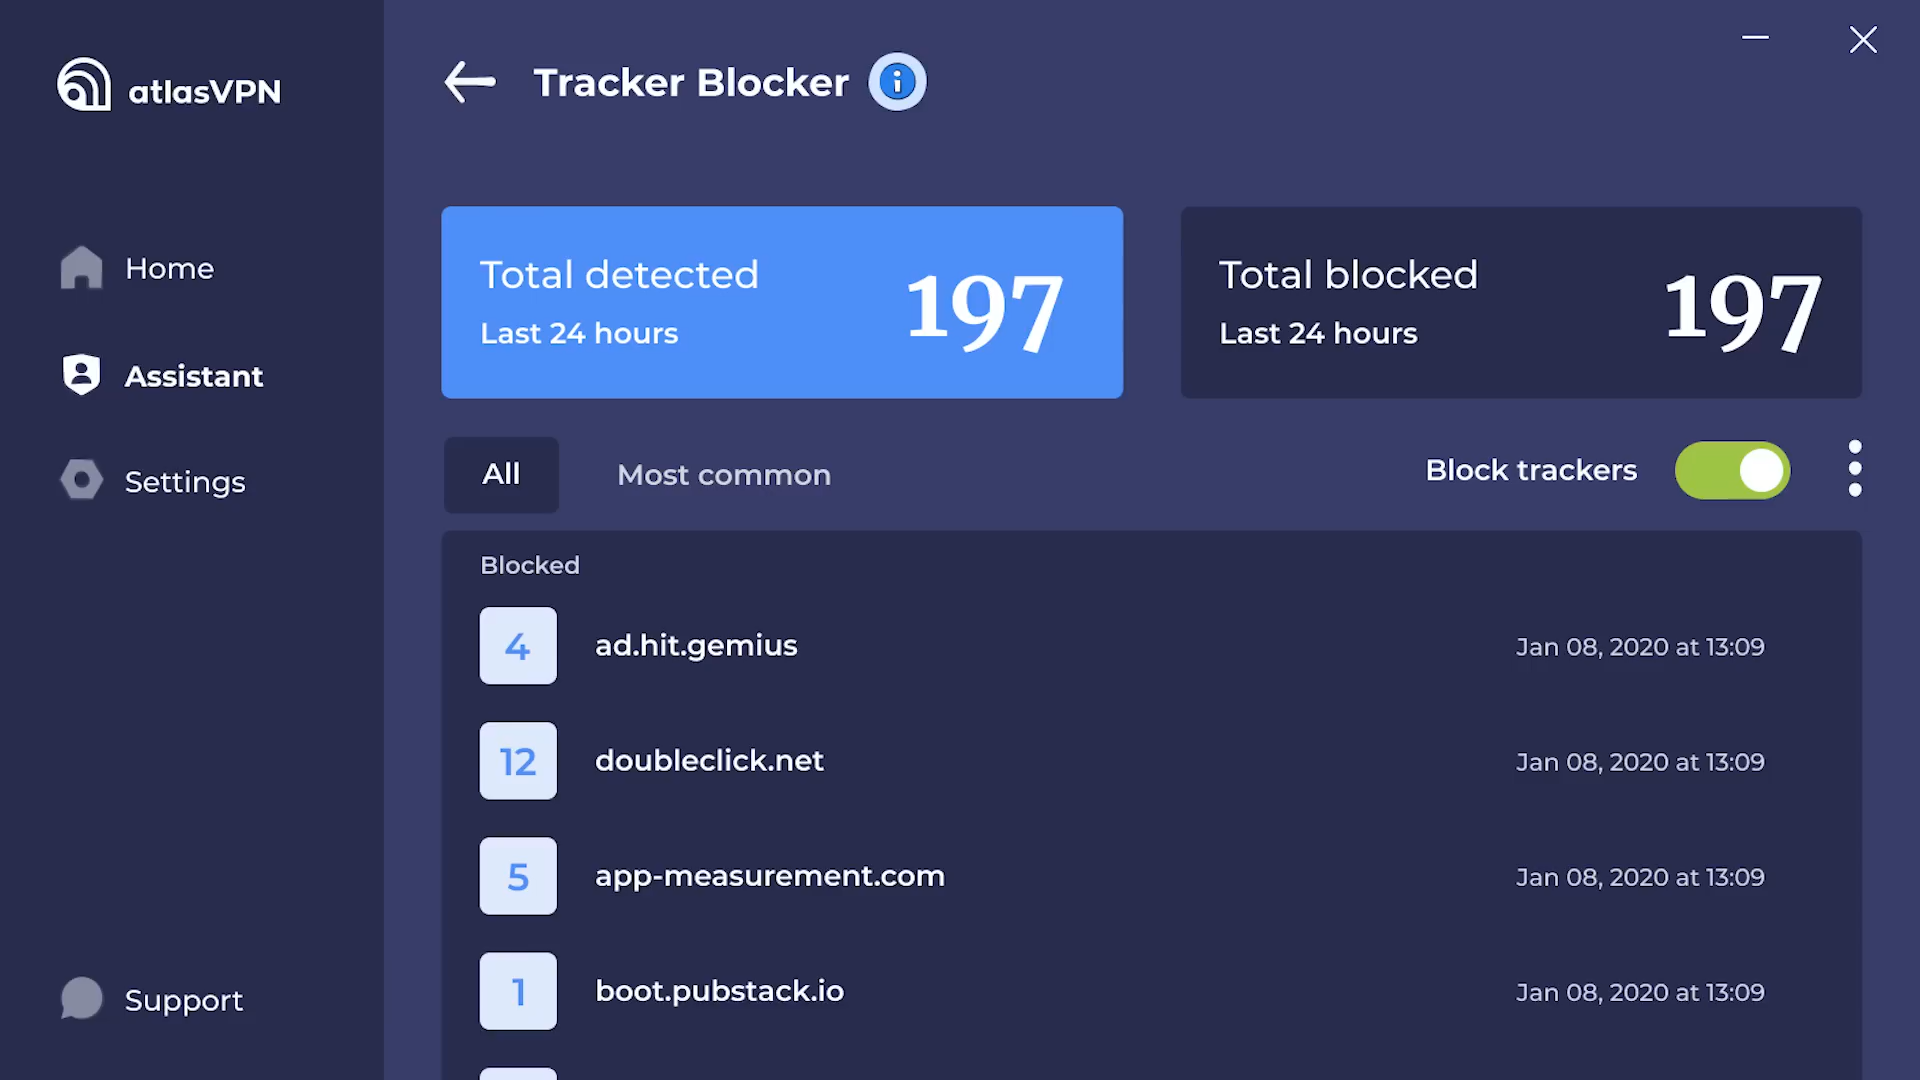 atlasVPN
Tracker Blocker
Home
Assistant
Settings
Support
Total detected
Last 24 hours
197
Total blocked
Last 24 hours
197
All
Most common
Block trackers
Blocked
4 ad.hit.gemius Jan 08, 2020 at 13:09
12 doubleclick.net Jan 08, 2020 at 13:09
5 app-measurement.com Jan 08, 2020 at 13:09
1 boot.pubstack.io Jan 08, 2020 at 13:09